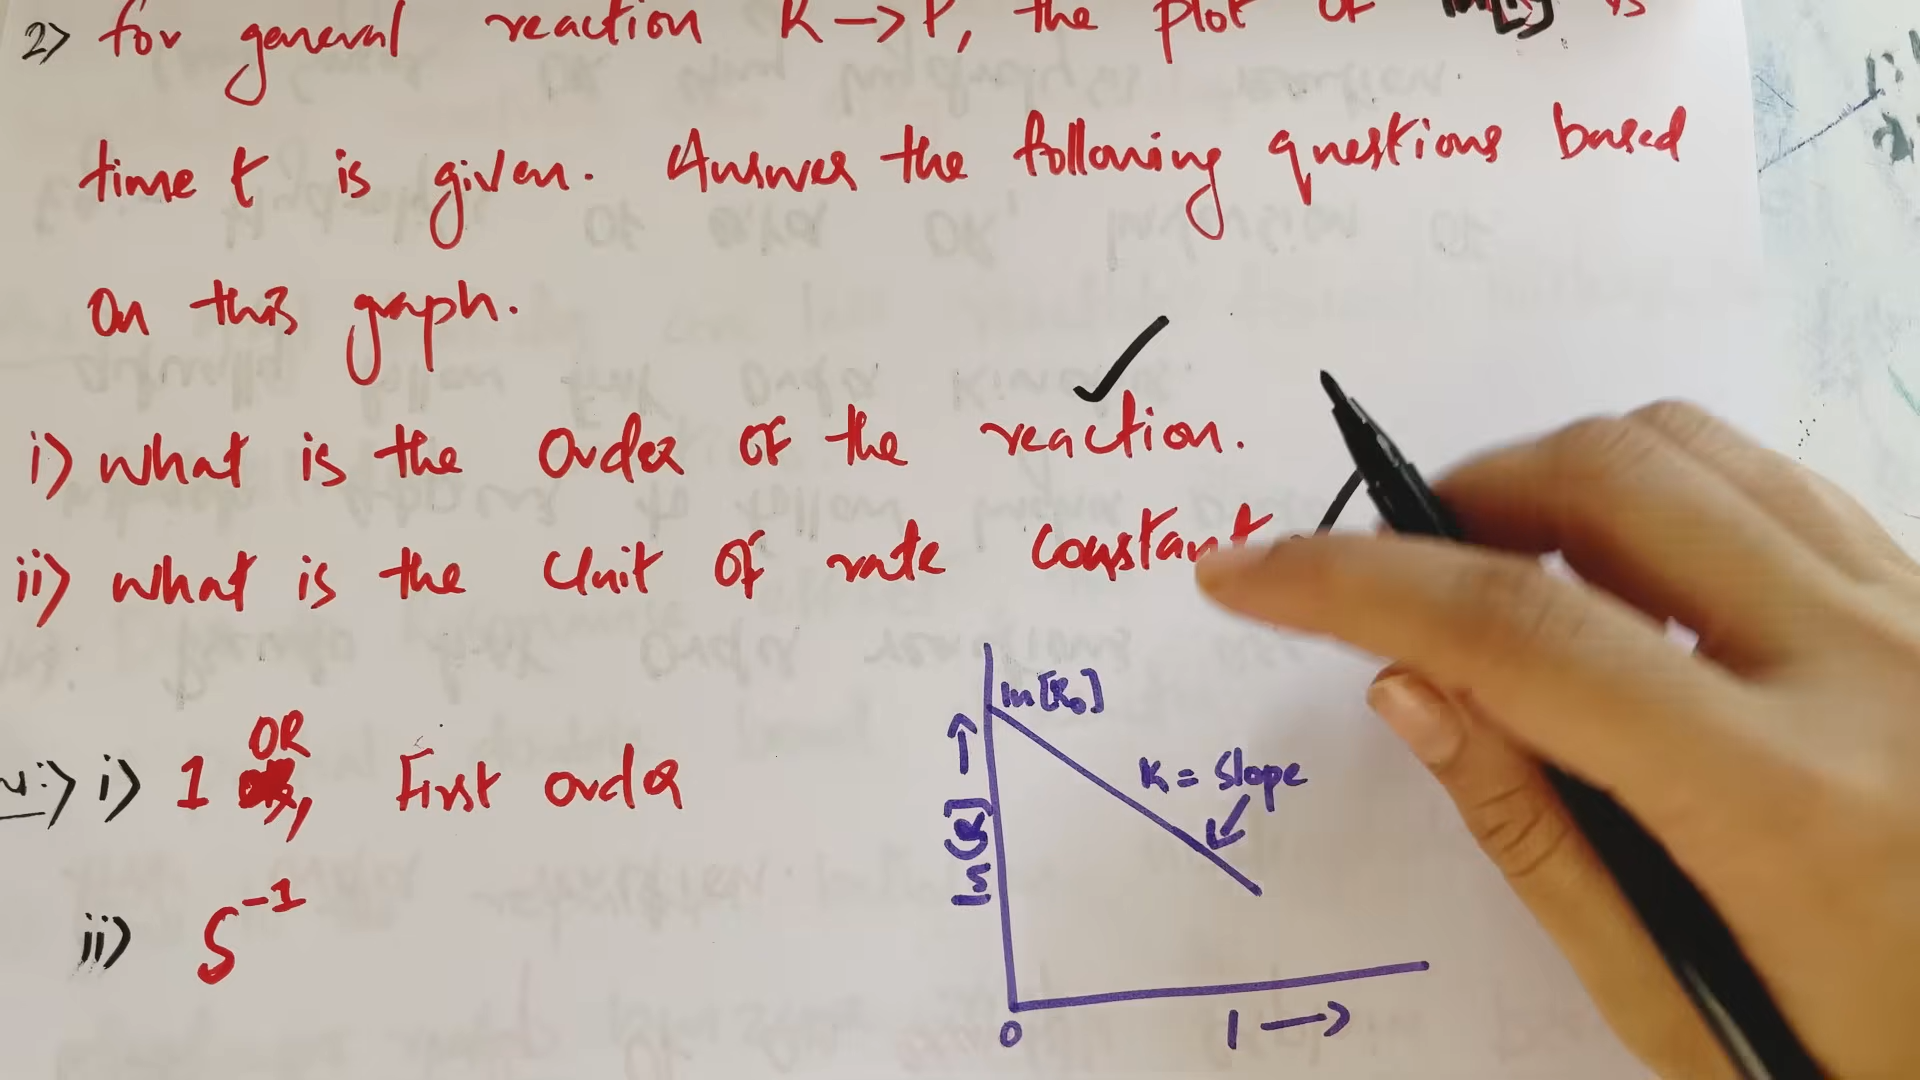 2) for general reaction R → P, the plot of is
time t is given. Answer the following questions based
on this graph.
i) What is the order of the reaction.
ii) What is the Unit of rate constant
i) 1 OR, First order
ii) S⁻¹
ln[R₀]
K = Slope
ln[R] →
0